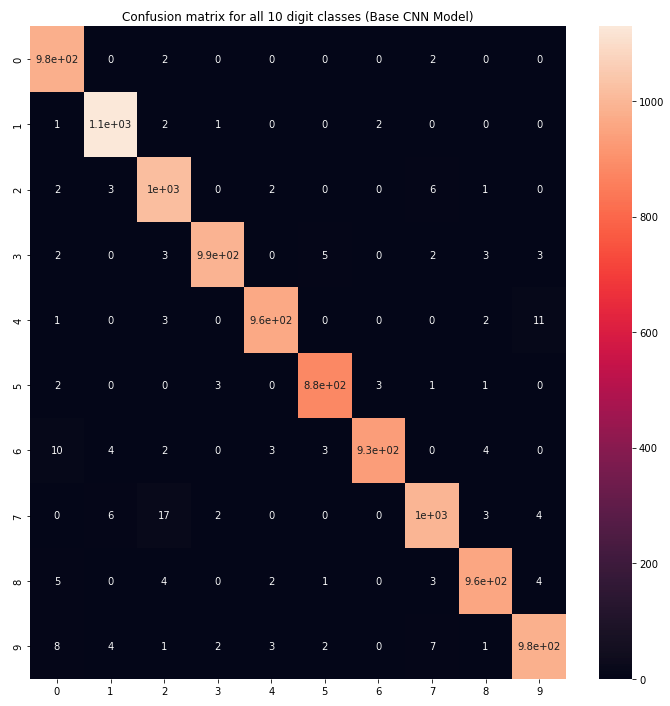 Confusion matrix for all 10 digit classes (Base CNN Model)
0 9.8e+02 0 2 0 0 0 0 2 0 0
1 1 1.1e+03 2 1 0 0 2 0 0 0
2 2 3 1e+03 0 2 0 0 6 1 0
3 2 0 3 9.9e+02 0 5 0 2 3 3
4 1 0 3 0 9.6e+02 0 0 0 2 11
5 2 0 0 3 0 8.8e+02 3 1 1 0
6 10 4 2 0 3 3 9.3e+02 0 4 0
7 0 6 17 2 0 0 0 1e+03 3 4
8 5 0 4 0 2 1 0 3 9.6e+02 4
9 8 4 1 2 3 2 0 7 1 9.8e+02
0 1 2 3 4 5 6 7 8 9
1000
800
600
400
200
0